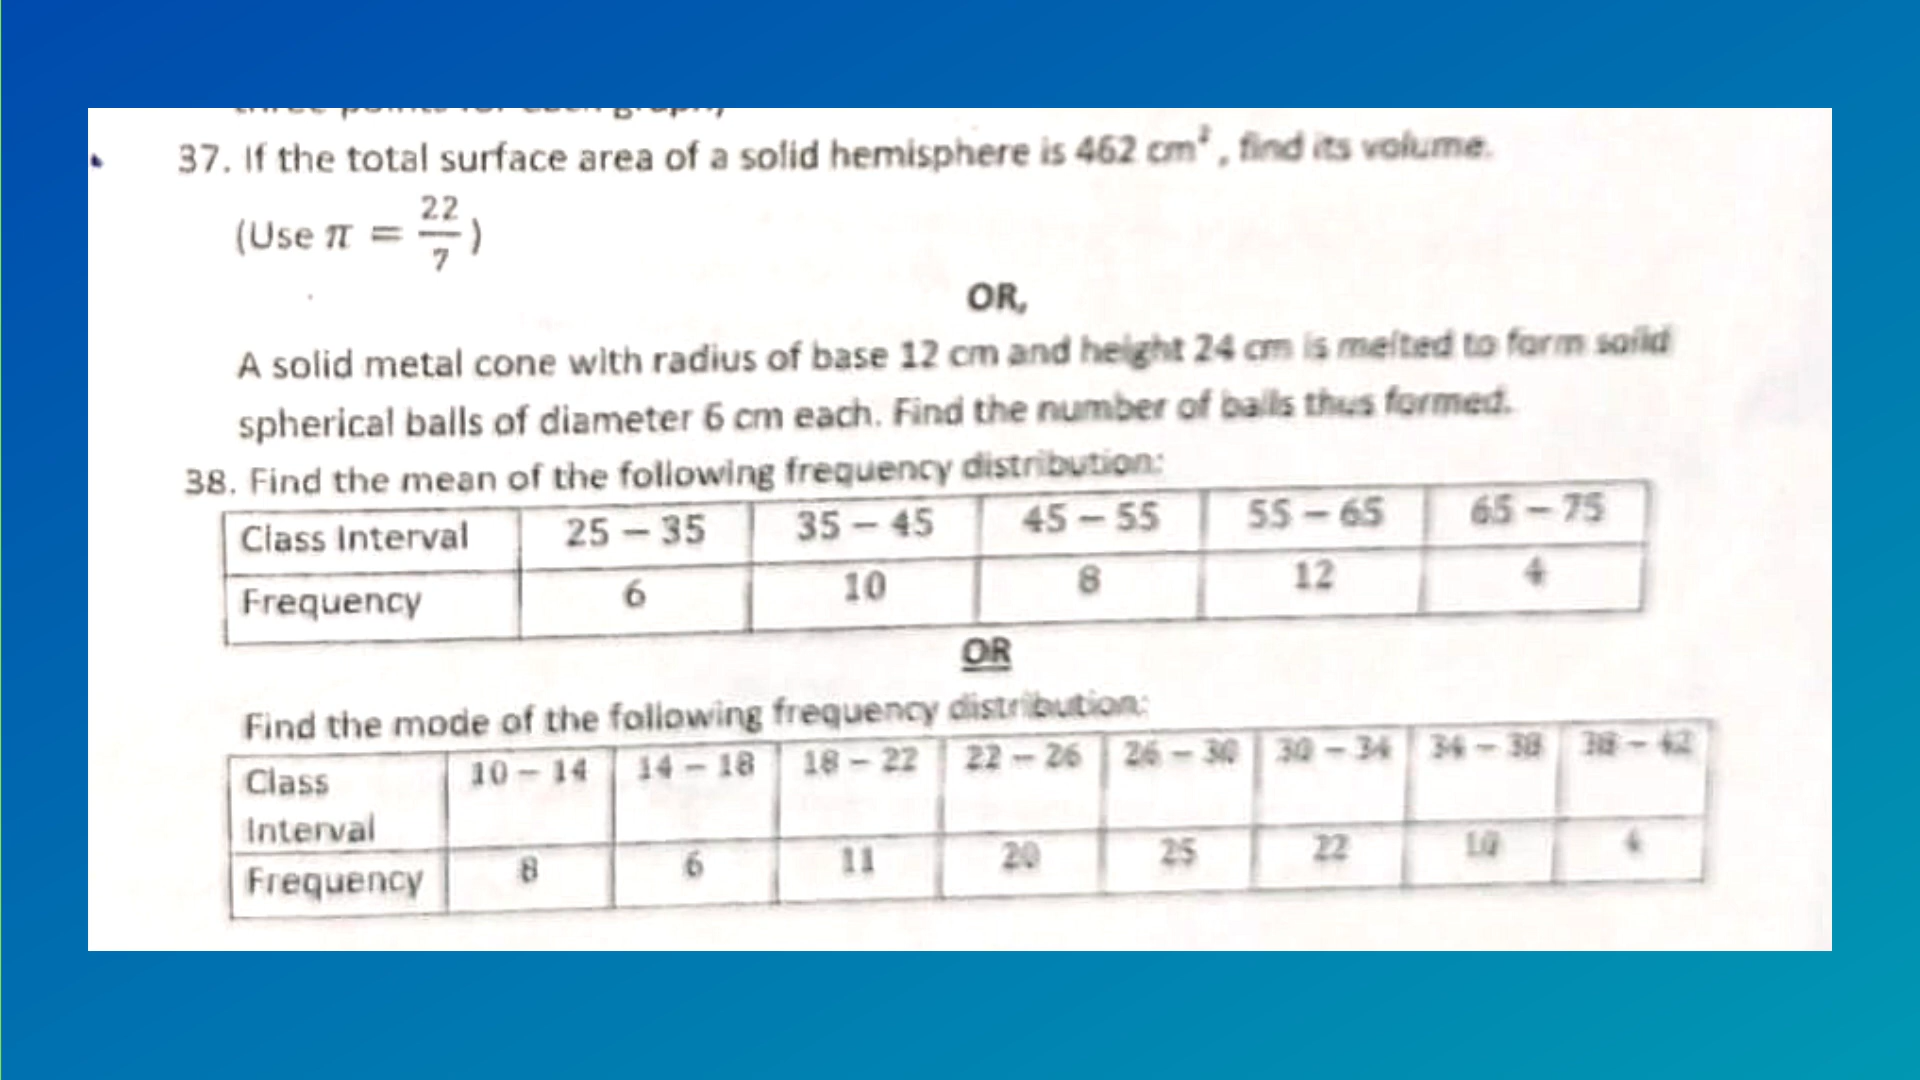 three points for each graph)
37. If the total surface area of a solid hemisphere is 462 cm², find its volume.
(Use π = 22/7)
OR,
A solid metal cone with radius of base 12 cm and height 24 cm is melted to form solid
spherical balls of diameter 6 cm each. Find the number of balls thus formed.
38. Find the mean of the following frequency distribution:
Class Interval 25 – 35 35 – 45 45 – 55 55 – 65 65 – 75
Frequency 6 10 8 12 4
OR
Find the mode of the following frequency distribution:
Class 10 – 14 14 – 18 18 – 22 22 – 26 26 – 30 30 – 34 34 – 38 38 – 42
Interval
Frequency 8 6 11 20 25 22 10 4